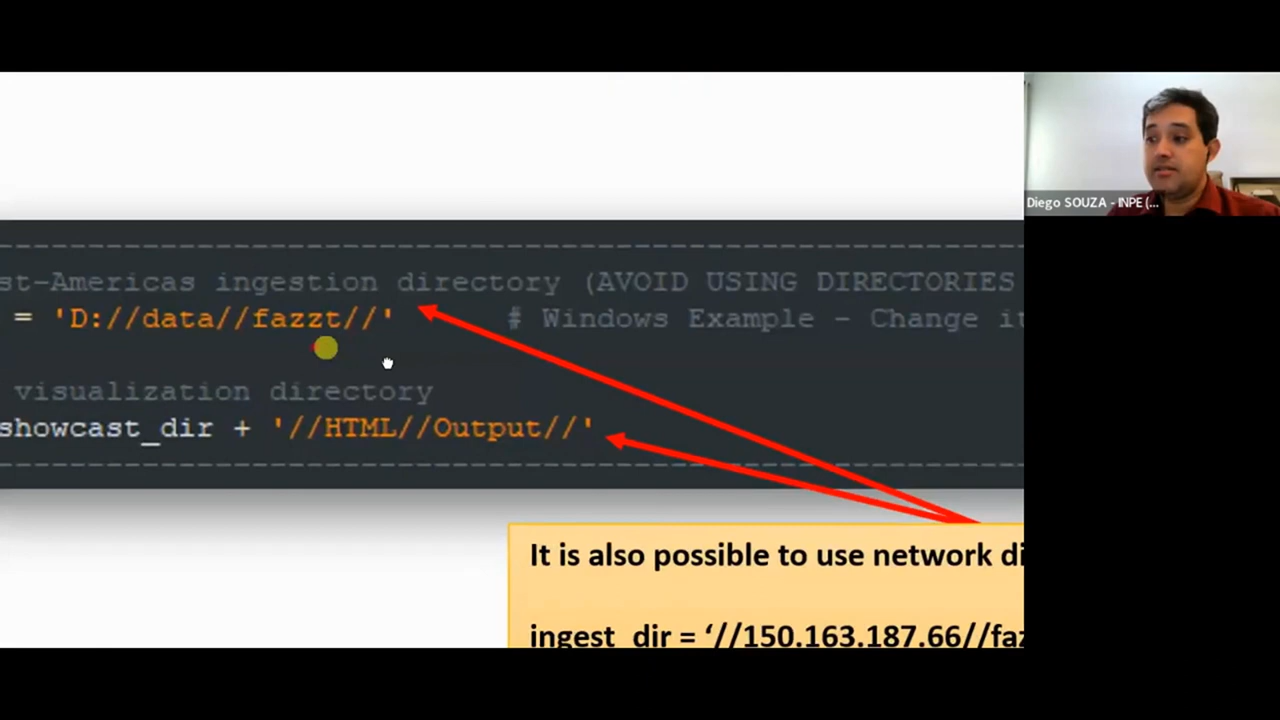 Diego SOUZA - INPE (...
st-Americas ingestion directory (AVOID USING DIRECTORIES
= 'D://data//fazzt//' # Windows Example - Change it
visualization directory
showcast_dir + '//HTML//Output//'
It is also possible to use network di
ingest_dir = ‘//150.163.187.66//faz